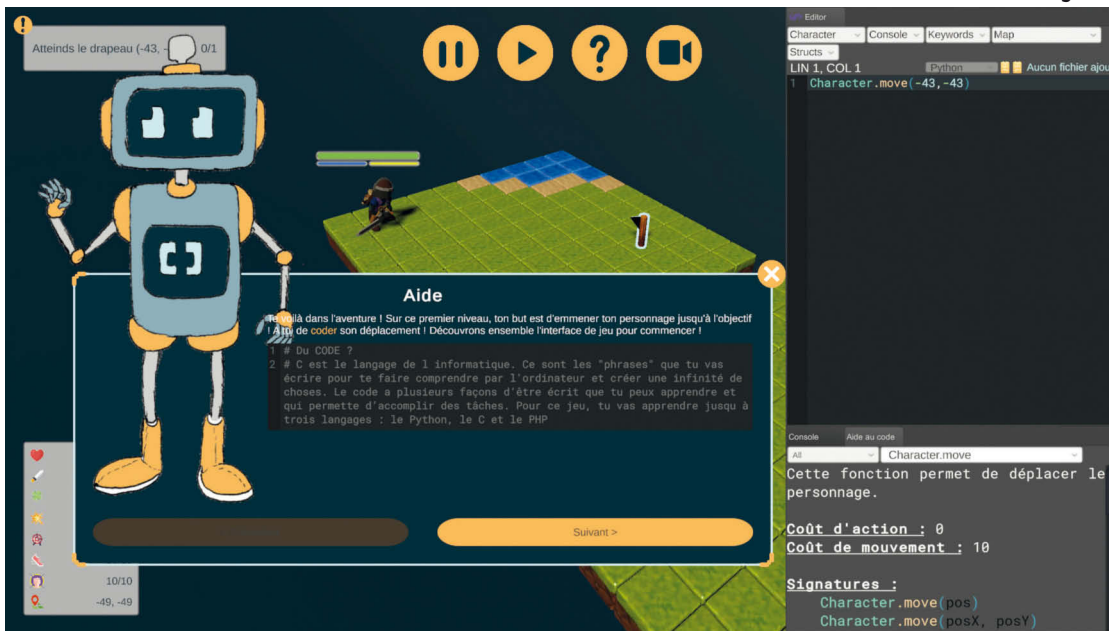 Atteins le drapeau (-43, - 0/1
Editor
Character Console Keywords Map
Structs
LIN 1, COL 1 Python Aucun fichier ajou
1 Character.move(-43,-43)
Aide
Te voilà dans l'aventure ! Sur ce premier niveau, ton but est d'emmener ton personnage jusqu'à l'objectif
! A toi de coder son déplacement ! Découvrons ensemble l'interface de jeu pour commencer !
1 # Du CODE ?
2 # C est le langage de l informatique. Ce sont les "phrases" que tu vas
écrire pour te faire comprendre par l'ordinateur et créer une infinité de
choses. Le code a plusieurs façons d'être écrit que tu peux apprendre et
qui permette d'accomplir des tâches. Pour ce jeu, tu vas apprendre jusqu à
trois langages : le Python, le C et le PHP
Suivant >
10/10
-49, -49
Console Aide au code
All Character.move
Cette fonction permet de déplacer le
personnage.
Coût d'action : 0
Coût de mouvement : 10
Signatures :
Character.move(pos)
Character.move(posX, posY)